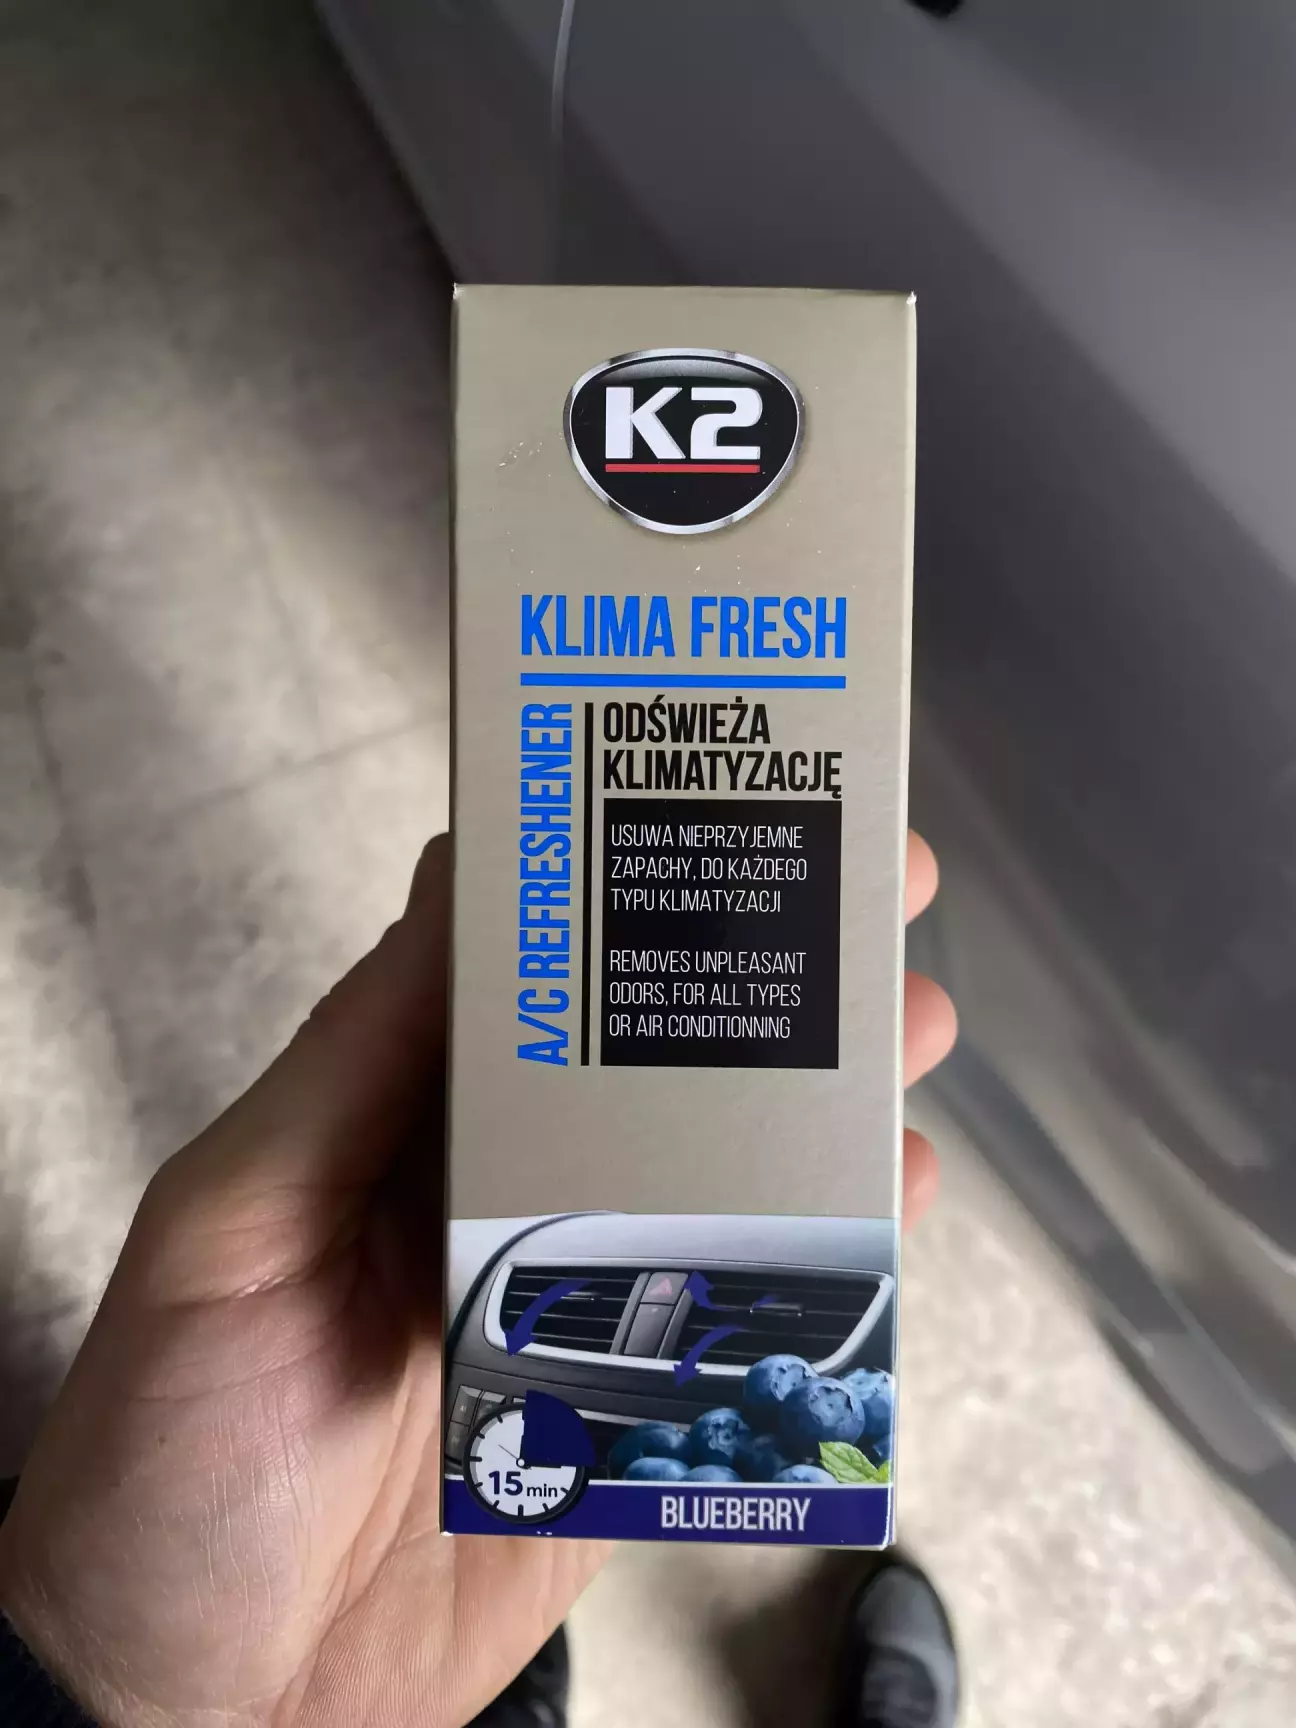 K2
KLIMA FRESH
A/C REFRESHENER
ODŚWIEŻA
KLIMATYZACJĘ
USUWA NIEPRZYJEMNE
ZAPACHY, DO KAŻDEGO
TYPU KLIMATYZACJI
REMOVES UNPLEASANT
ODORS, FOR ALL TYPES
OR AIR CONDITIONNING
15 min
BLUEBERRY